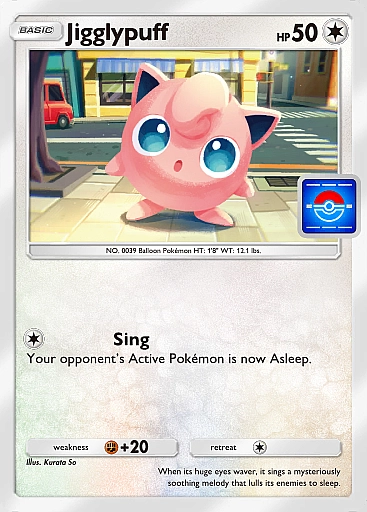 BASIC Jigglypuff HP 50
NO. 0039 Balloon Pokémon HT: 1'8" WT: 12.1 lbs.
Sing
Your opponent's Active Pokémon is now Asleep.
weakness +20 retreat
Illus. Kurata So
When its huge eyes waver, it sings a mysteriously
soothing melody that lulls its enemies to sleep.